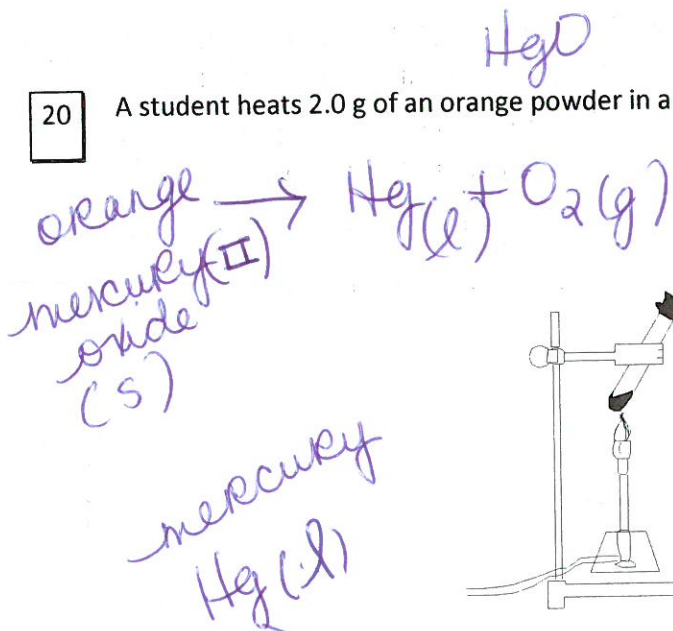 HgO
20 A student heats 2.0 g of an orange powder in a
orange → Hg(l) + O₂(g)
mercury(II)
oxide
(s)
mercury
Hg(l)